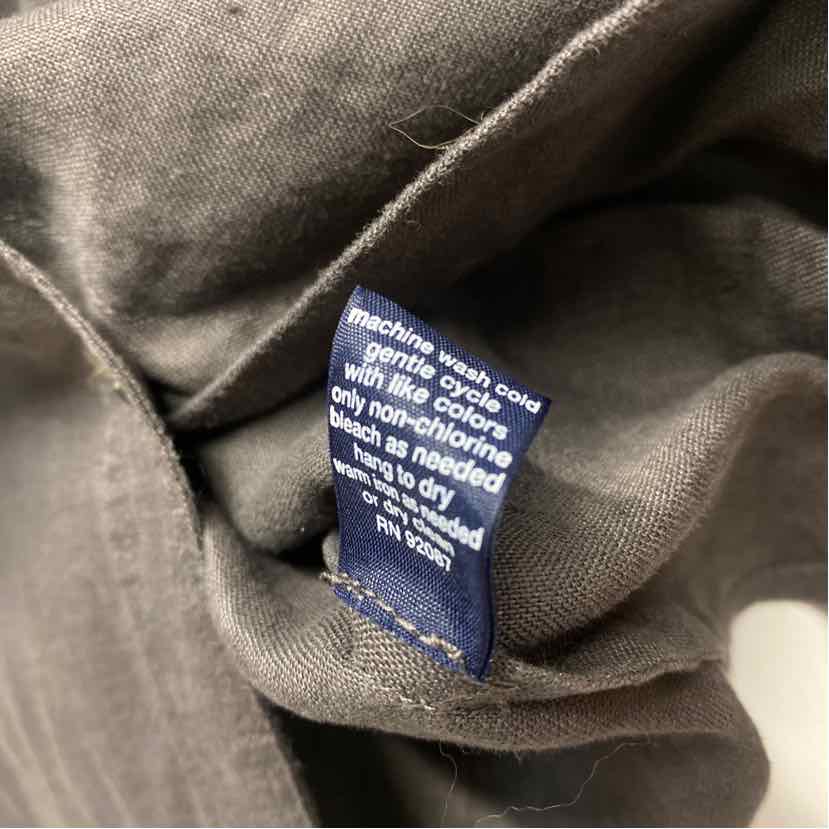 machine wash cold
gentle cycle
with like colors
only non-chlorine
bleach as needed
hang to dry
warm iron as needed
or dry clean
RN 92087